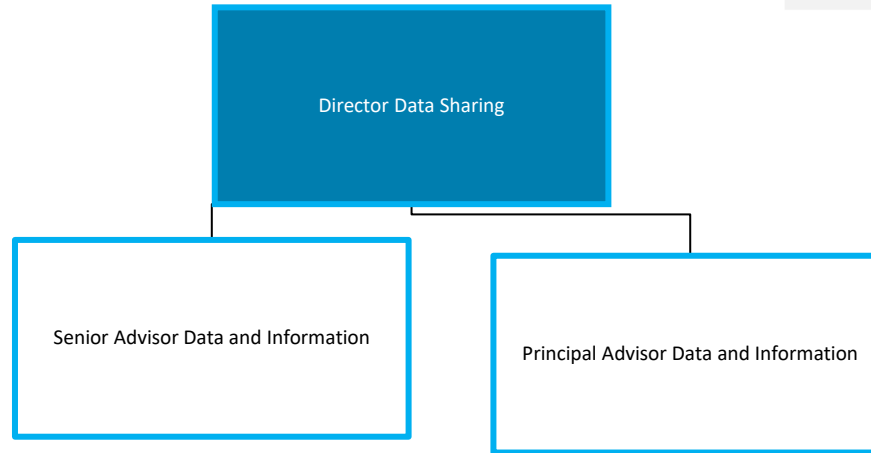 Director Data Sharing
Senior Advisor Data and Information
Principal Advisor Data and Information